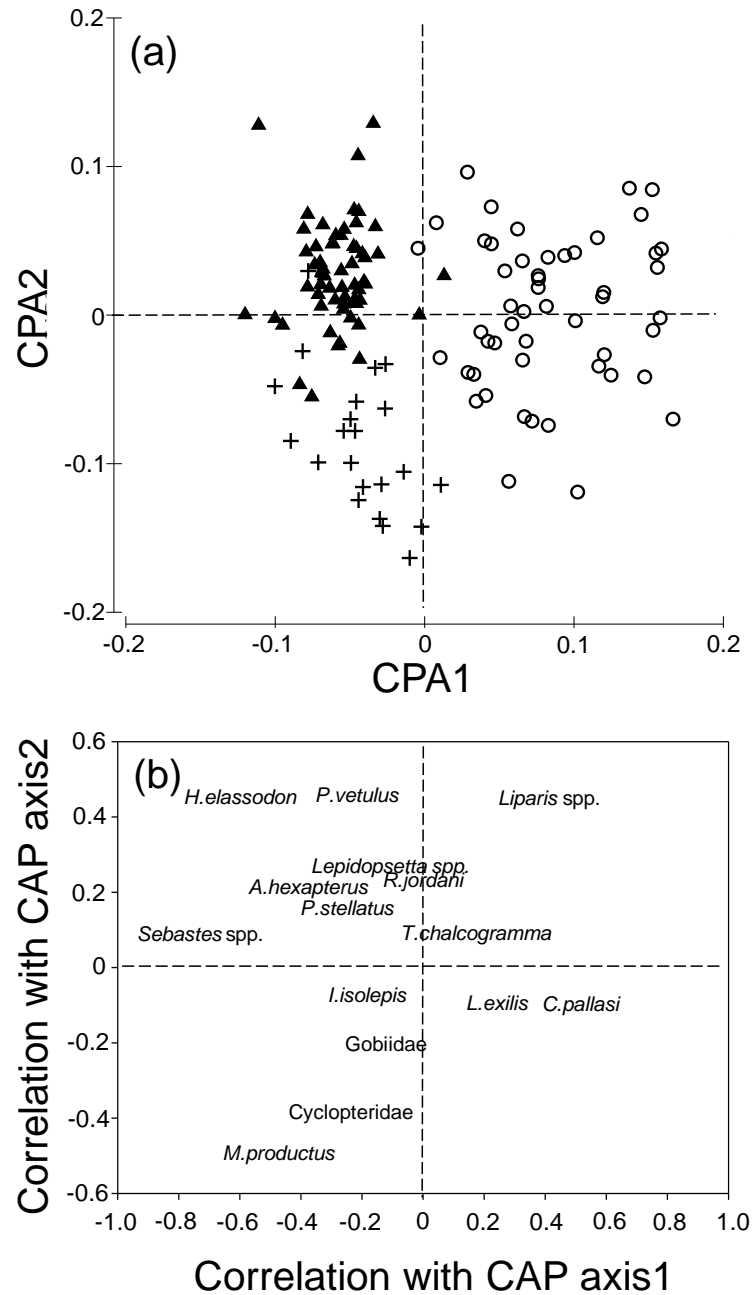 (a)
0.2
0.1
0
-0.1
-0.2
CPA2
-0.2
-0.1
0
0.1
0.2
CPA1
(b)
0.6
0.4
0.2
0
-0.2
-0.4
-0.6
Correlation with CAP axis2
H.elassodon
P.vetulus
Liparis spp.
Lepidopsetta spp.
R.jordani
A.hexapterus
P.stellatus
Sebastes spp.
T.chalcogramma
I.isolepis
L.exilis
C.pallasi
Gobiidae
Cyclopteridae
M.productus
-1.0 -0.8 -0.6 -0.4 -0.2 0 0.2 0.4 0.6 0.8 1.0
Correlation with CAP axis1